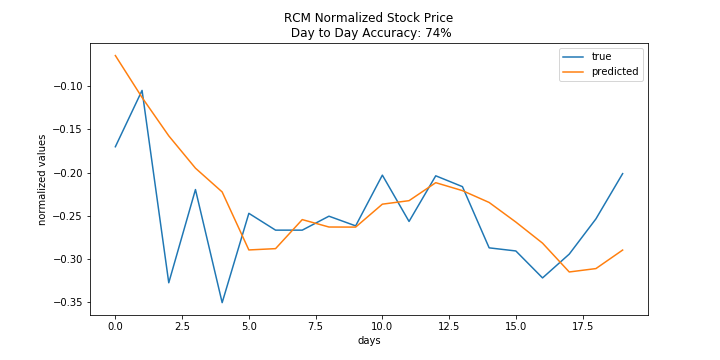 RCM Normalized Stock Price
Day to Day Accuracy: 74%
true
predicted
normalized values
−0.10
−0.15
−0.20
−0.25
−0.30
−0.35
0.0 2.5 5.0 7.5 10.0 12.5 15.0 17.5
days